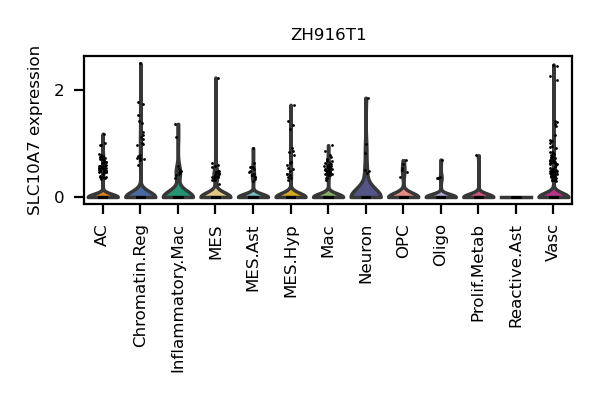 ZH916T1
SLC10A7 expression
2
0
AC
Chromatin.Reg
Inflammatory.Mac
MES
MES.Ast
MES.Hyp
Mac
Neuron
OPC
Oligo
Prolif.Metab
Reactive.Ast
Vasc